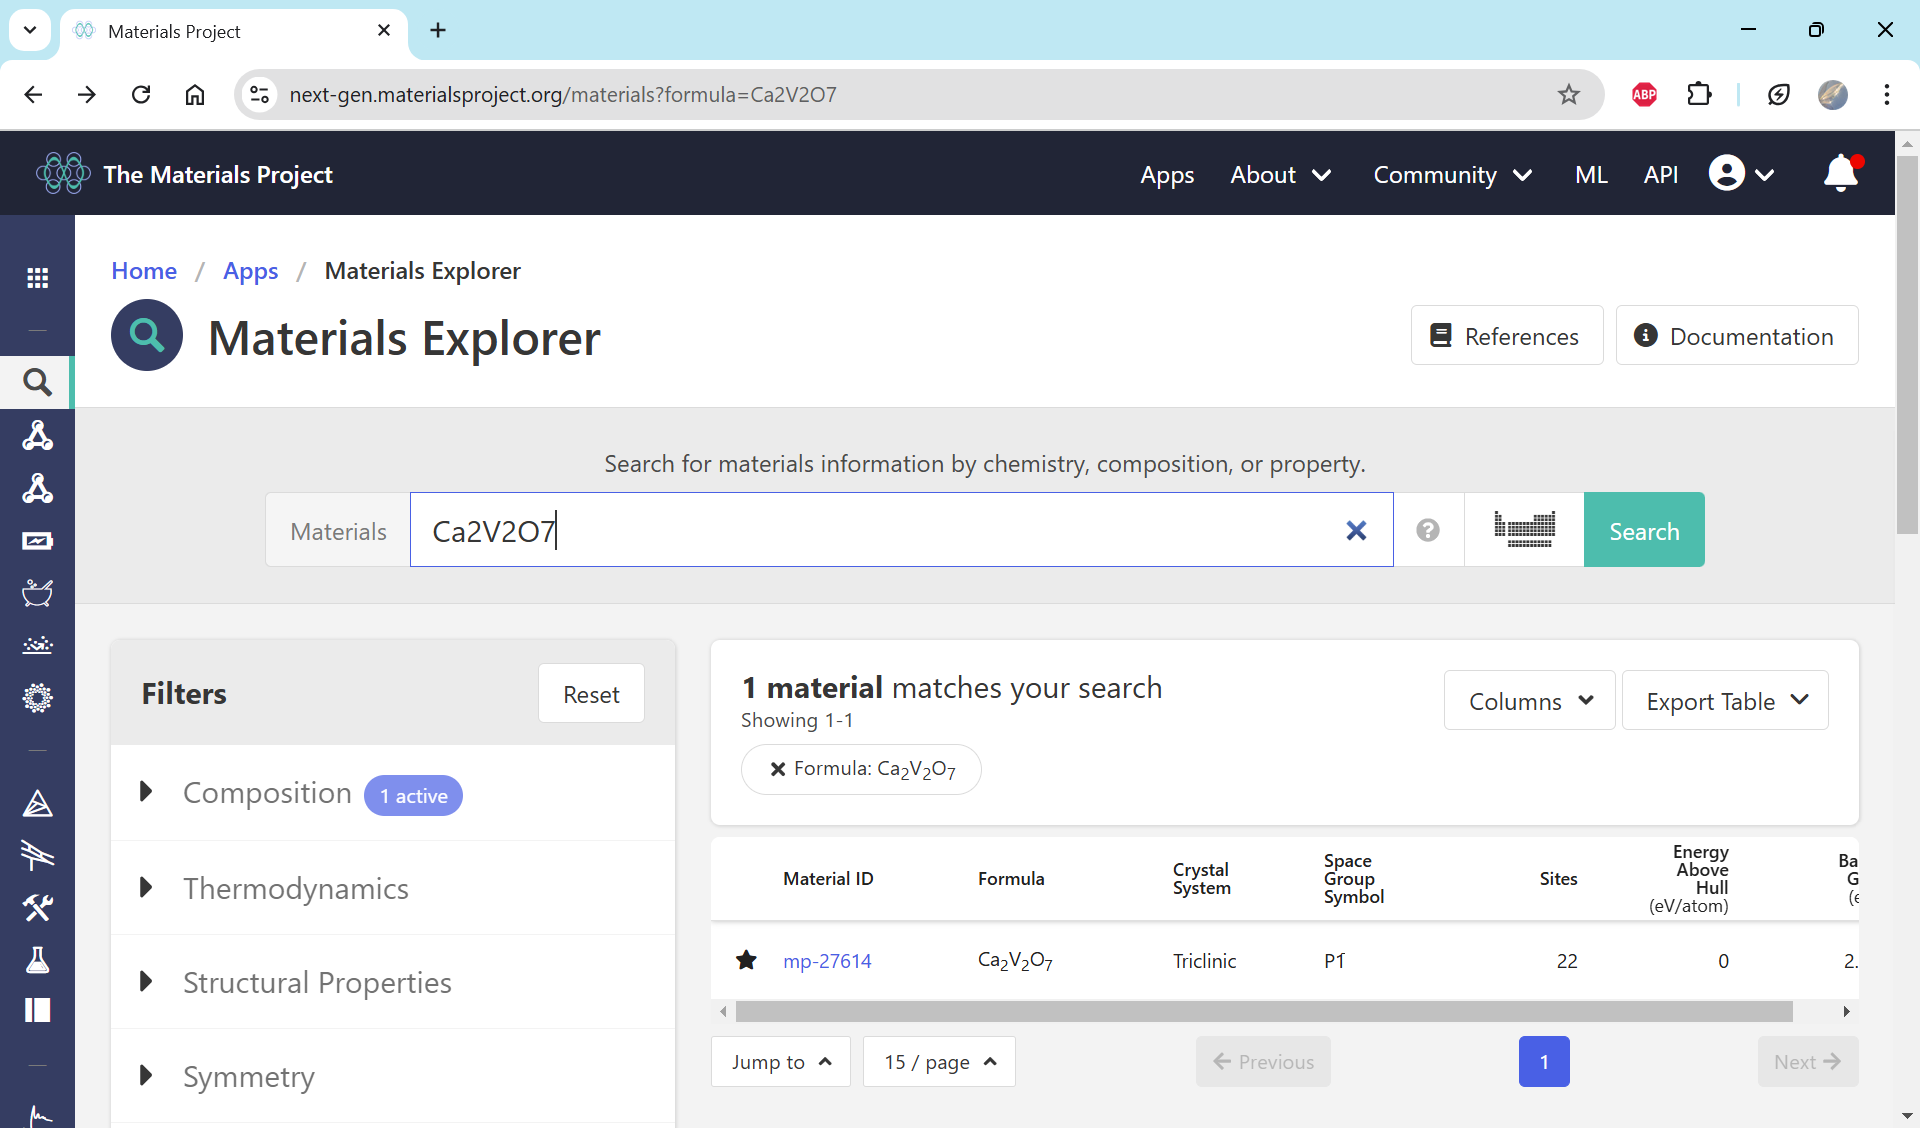 Materials Project
next-gen.materialsproject.org/materials?formula=Ca2V2O7
ABP
The Materials Project
Apps
About
Community
ML
API
Home / Apps / Materials Explorer
Materials Explorer
References
Documentation
Search for materials information by chemistry, composition, or property.
Materials
Ca2V2O7
Search
Filters
Reset
Composition 1 active
Thermodynamics
Structural Properties
Symmetry
1 material matches your search
Showing 1-1
Columns
Export Table
Formula: Ca₂V₂O₇
Material ID
Formula
Crystal
System
Space
Group
Symbol
Sites
Energy
Above
Hull
(eV/atom)
Ba
G
(e
mp-27614
Ca₂V₂O₇
Triclinic
P1̅
22
0
2.
Jump to
15 / page
Previous
1
Next